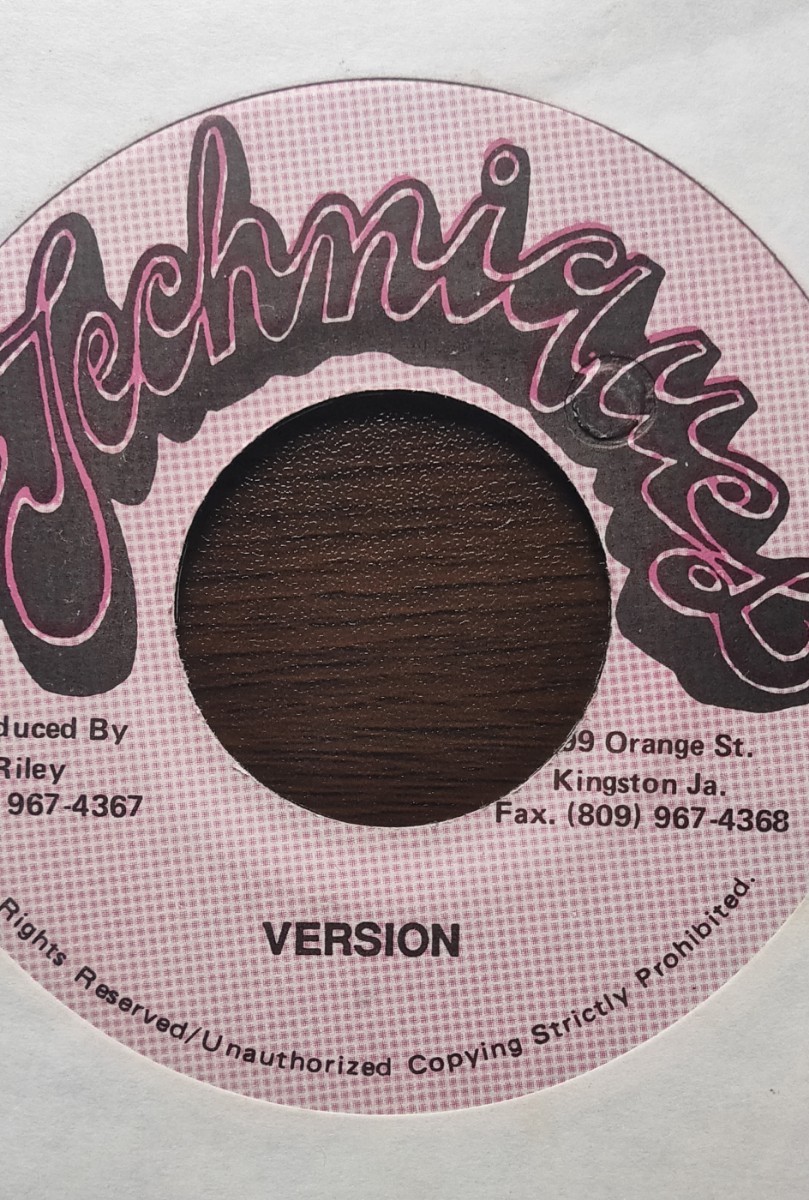 Techniques
duced By
Riley
967-4367
99 Orange St.
Kingston Ja.
Fax. (809) 967-4368
VERSION
Rights Reserved/Unauthorized Copying Strictly Prohibited.